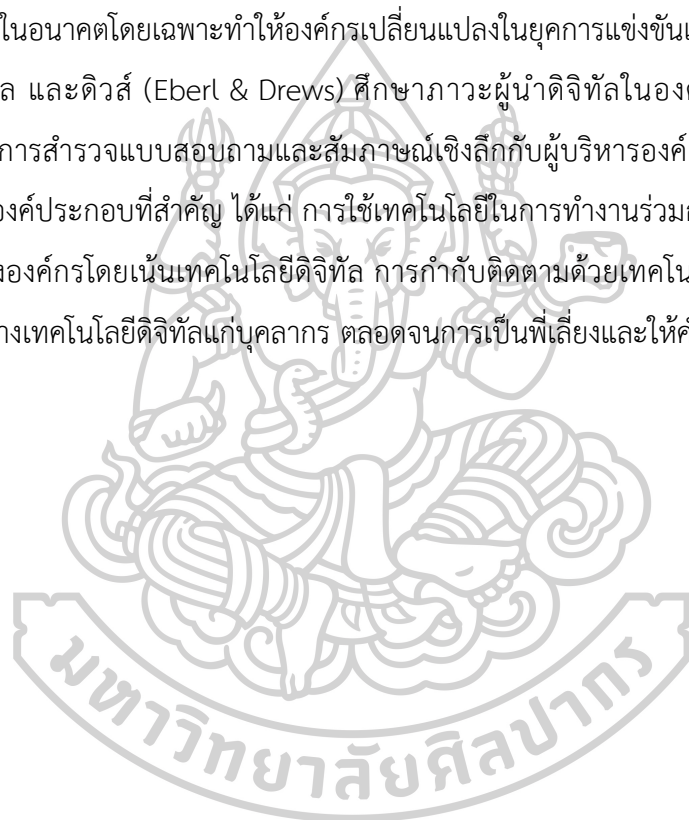 ในอนาคตโดยเฉพาะทำให้องค์กรเปลี่ยนแปลงในยุคการแข่งขัน
ล และดิวส์ (Eberl & Drews) ศึกษาภาวะผู้นำดิจิทัลในอง
การสำรวจแบบสอบถามและสัมภาษณ์เชิงลึกกับผู้บริหารองค์
องค์ประกอบที่สำคัญ ได้แก่ การใช้เทคโนโลยีในการทำงานร่วม
องค์กรโดยเน้นเทคโนโลยีดิจิทัล การกำกับติดตามด้วยเทคโน
างเทคโนโลยีดิจิทัลแก่บุคลากร ตลอดจนการเป็นพี่เลี้ยงและให้
มหาวิทยาลัยศิลปากร